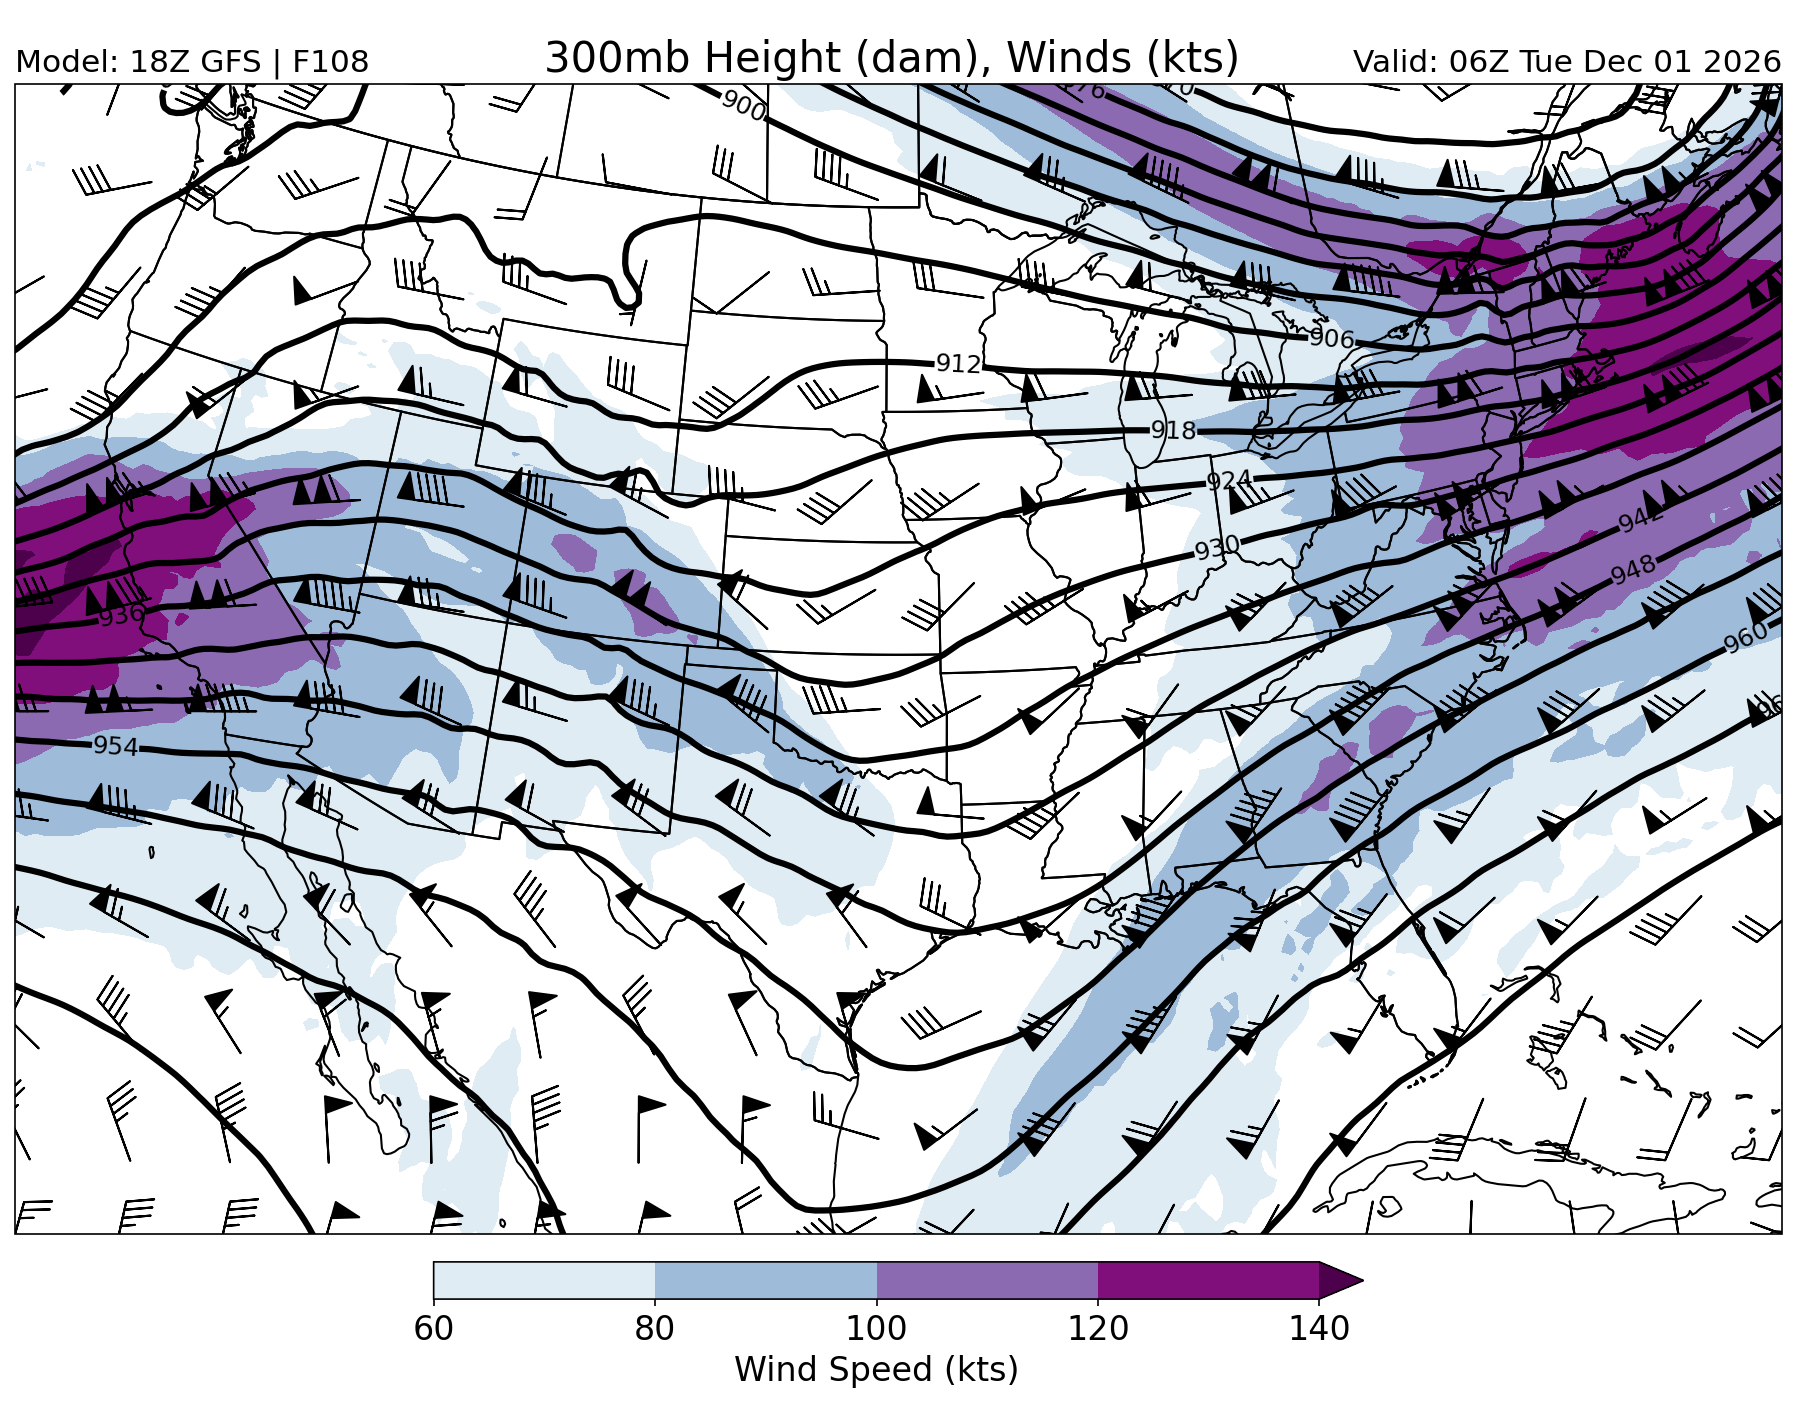 Model: 18Z GFS | F108
300mb Height (dam), Winds (kts)
Valid: 06Z Tue Dec 01 2026
900
906
912
918
924
930
942
948
936
960
954
60 80 100 120 140
Wind Speed (kts)